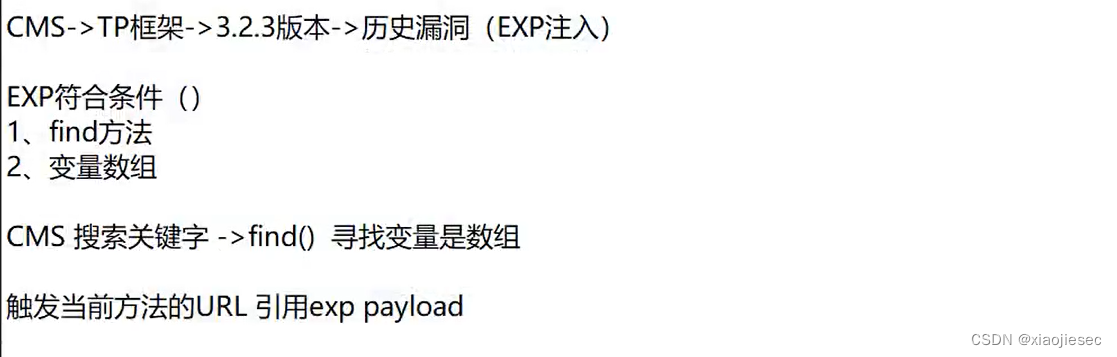 CMS->TP框架->3.2.3版本->历史漏洞（EXP注入）
EXP符合条件（）
1、find方法
2、变量数组
CMS 搜索关键字 ->find() 寻找变量是数组
触发当前方法的URL 引用exp payload
CSDN @xiaojiesec